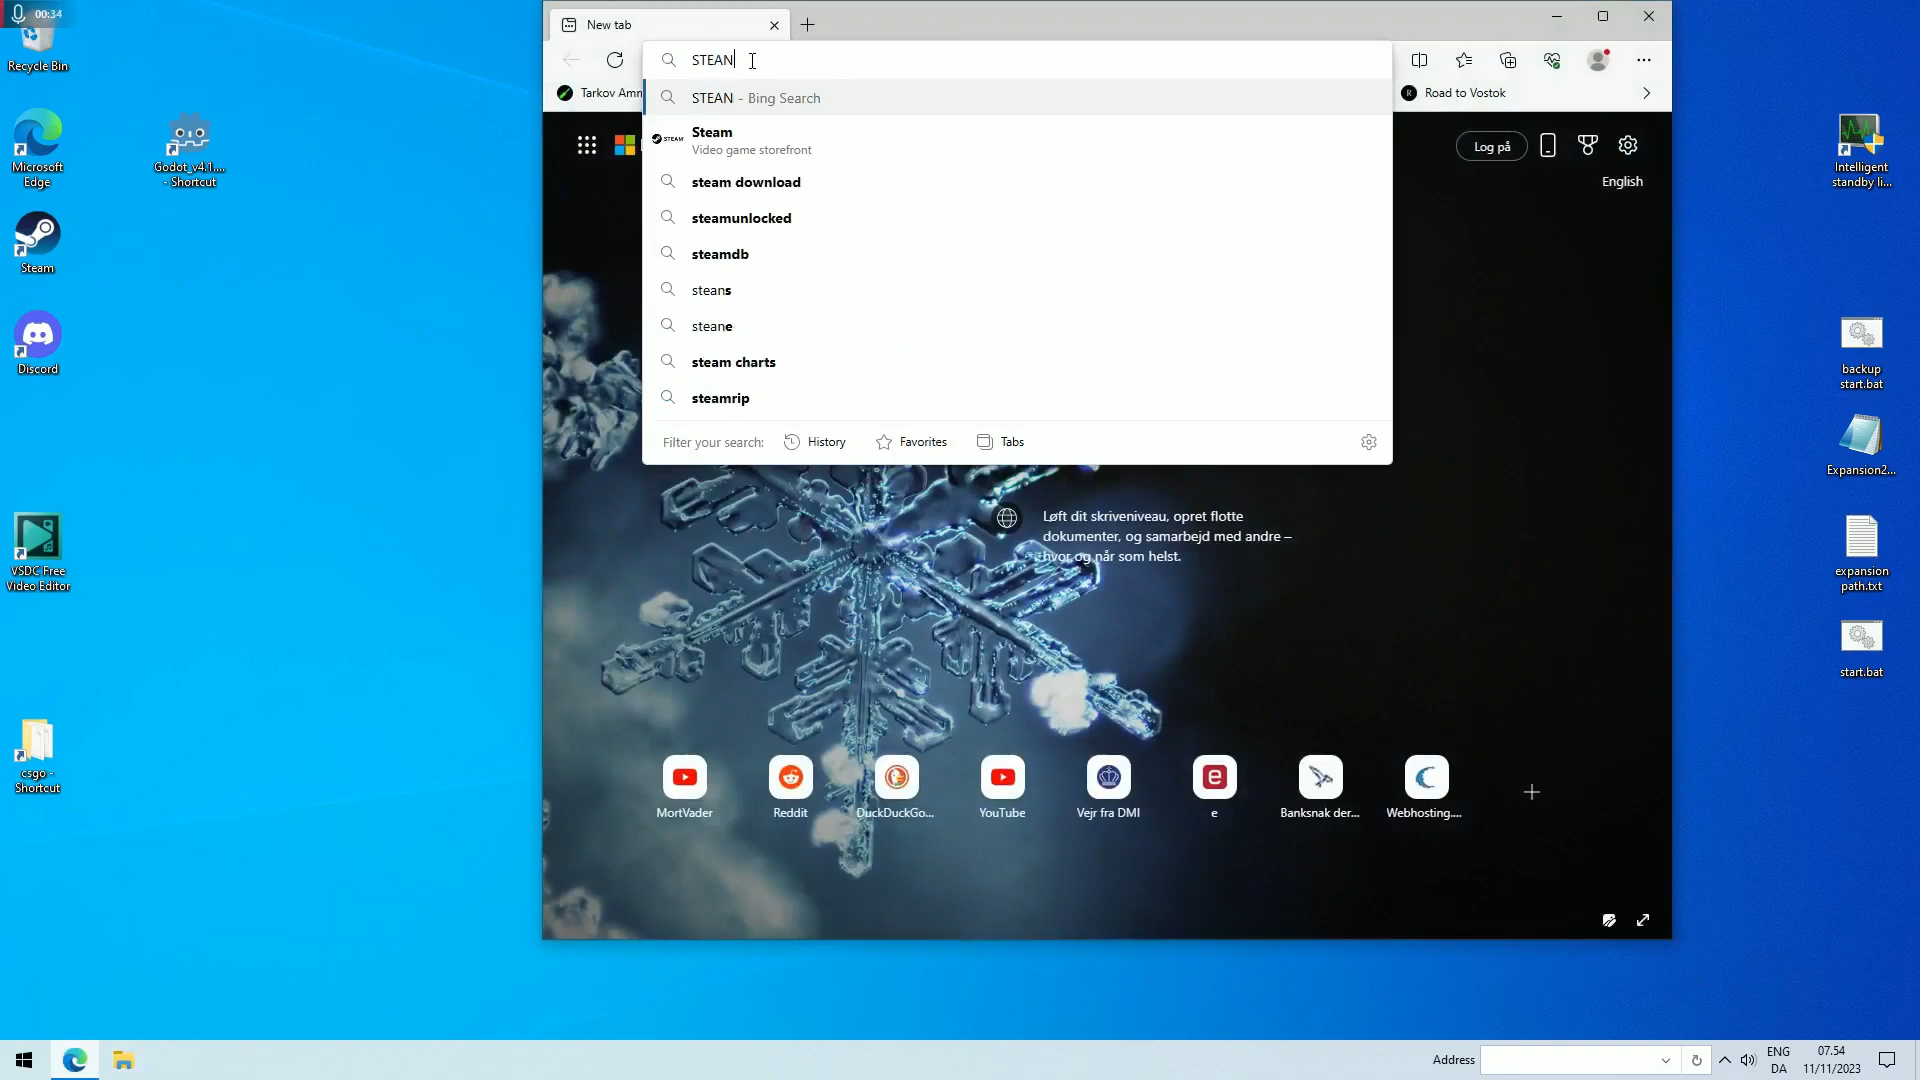 00:34
Recycle Bin
Microsoft
Edge
Godot_v4.1....
- Shortcut
Steam
Discord
VSDC Free
Video Editor
csgo -
Shortcut
New tab
STEAN
Tarkov Amm
Road to Vostok
STEAN - Bing Search
STEAM
Steam
Video game storefront
steam download
steamunlocked
steamdb
steans
steane
steam charts
steamrip
Filter your search:
History
Favorites
Tabs
Log på
English
Løft dit skriveniveau, opret flotte
dokumenter, og samarbejd med andre –
hvor og når som helst.
MortVader
Reddit
DuckDuckGo...
YouTube
Vejr fra DMI
e
Banksnak der...
Webhosting....
Intelligent
standby li...
backup
start.bat
Expansion2...
expansion
path.txt
start.bat
Address
ENG
DA
07.54
11/11/2023